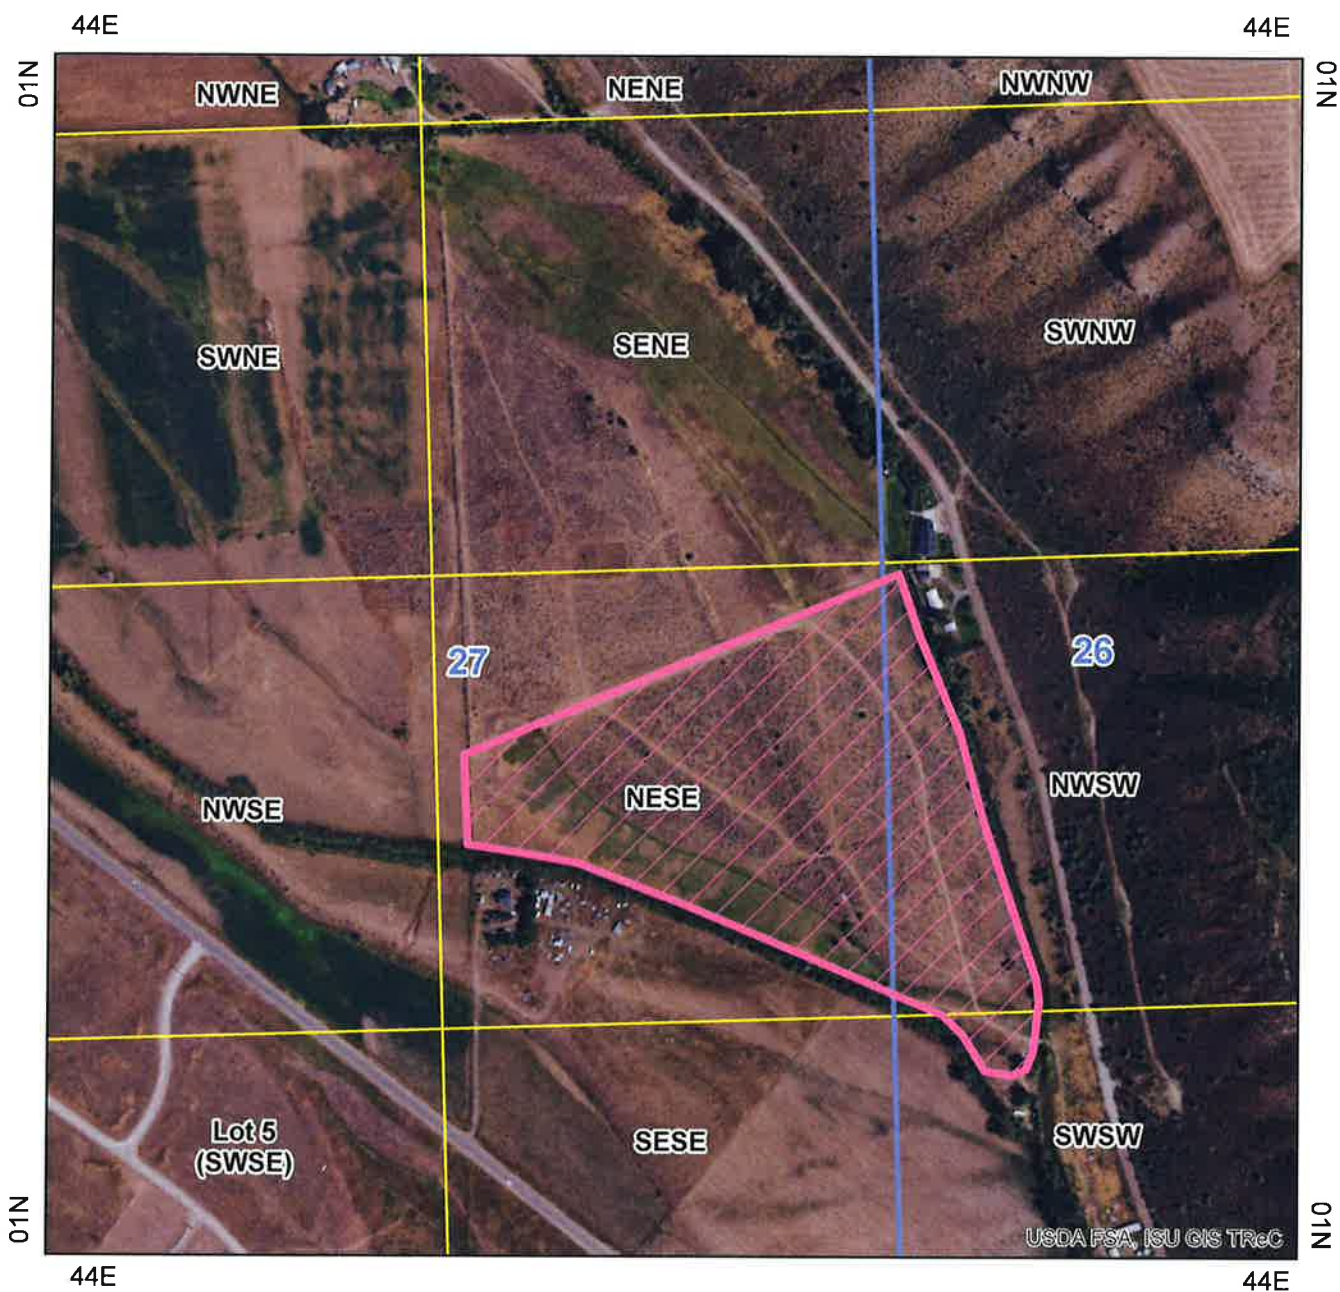 44E
44E
01N
01N
NWNE
NENE
NWNW
SWNE
SENE
SWNW
27
26
NWSE
NESE
NWSW
Lot 5
(SWSE)
SESE
SWSW
01N
01N
USDA FSA, ISU GIS TReC
44E
44E